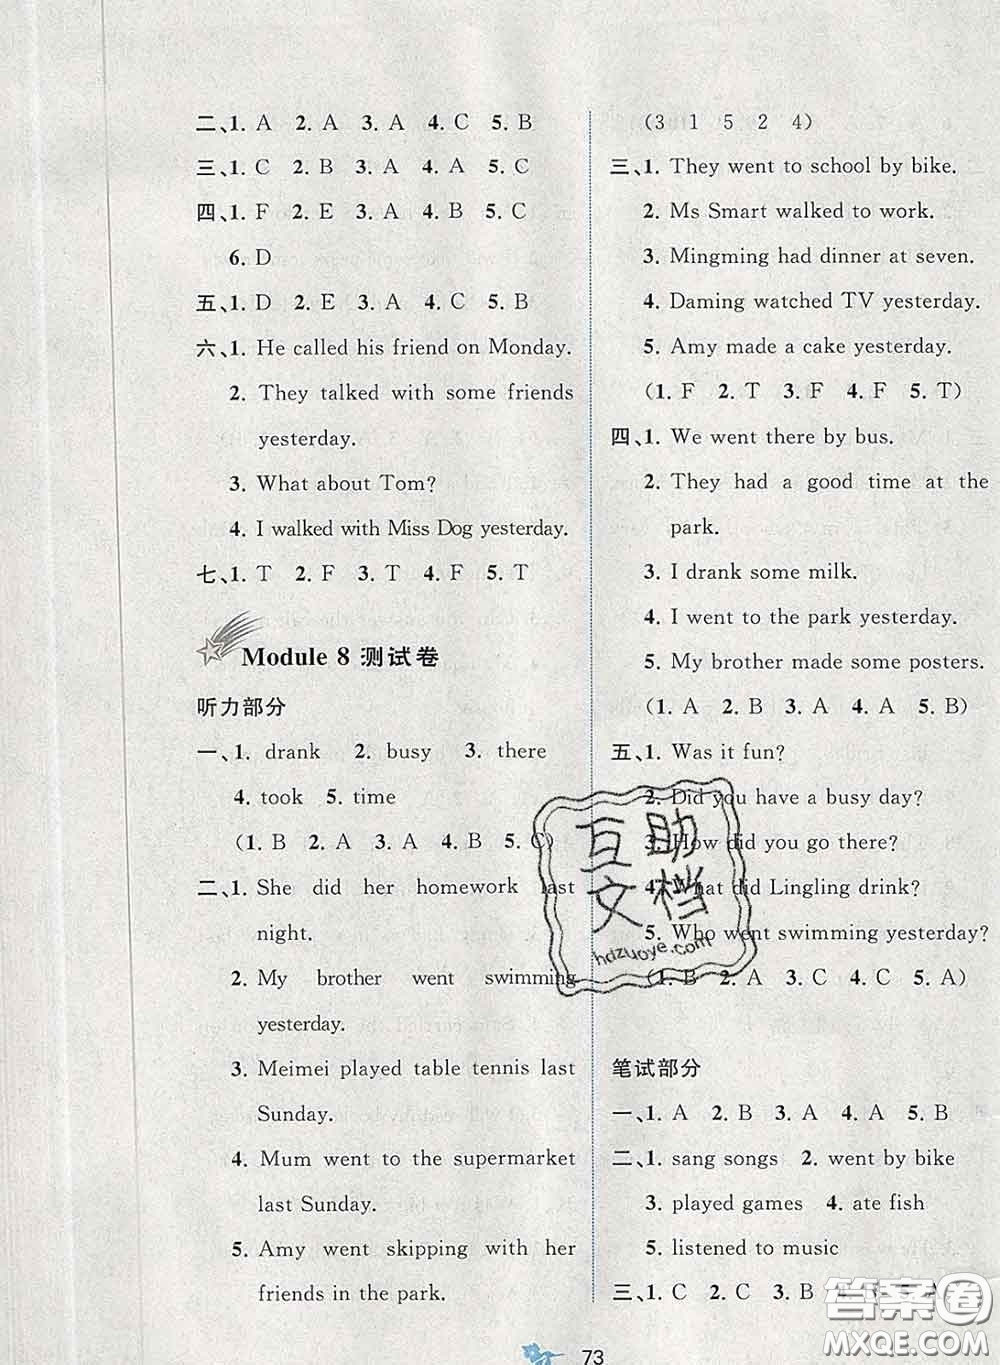 二、1. A 2. A 3. A 4. C 5. B
三、1. C 2. B 3. A 4. B 5. C
四、1. F 2. E 3. A 4. B 5. C
6. D
五、1. D 2. E 3. A 4. C 5. B
六、1. He called his friend on Monday.
2. They talked with some friends
yesterday.
3. What about Tom?
4. I walked with Miss Dog yesterday.
七、1. T 2. F 3. T 4. F 5. T
Module 8 测试卷
听力部分
一、1. drank 2. busy 3. there
4. took 5. time
(1. B 2. A 3. A 4. B 5. C)
二、1. She did her homework last
night.
2. My brother went swimming
yesterday.
3. Meimei played table tennis last
Sunday.
4. Mum went to the supermarket
last Sunday.
5. Amy went skipping with her
friends in the park.
(3 1 5 2 4)
三、1. They went to school by bike.
2. Ms Smart walked to work.
3. Mingming had dinner at seven.
4. Daming watched TV yesterday.
5. Amy made a cake yesterday.
(1. F 2. T 3. F 4. F 5. T)
四、1. We went there by bus.
2. They had a good time at the
park.
3. I drank some milk.
4. I went to the park yesterday.
5. My brother made some posters.
(1. A 2. B 3. A 4. A 5. B)
五、1. Was it fun?
2. Did you have a busy day?
3. How did you go there?
4. What did Lingling drink?
5. Who went swimming yesterday?
(1. B 2. A 3. C 4. C 5. A)
笔试部分
一、1. A 2. B 3. A 4. A 5. B
二、1. sang songs 2. went by bike
3. played games 4. ate fish
5. listened to music
三、1. C 2. C 3. B 4. C 5. A
73
互助
文档
hdzuoye.com
答案圈
MXQE.COM